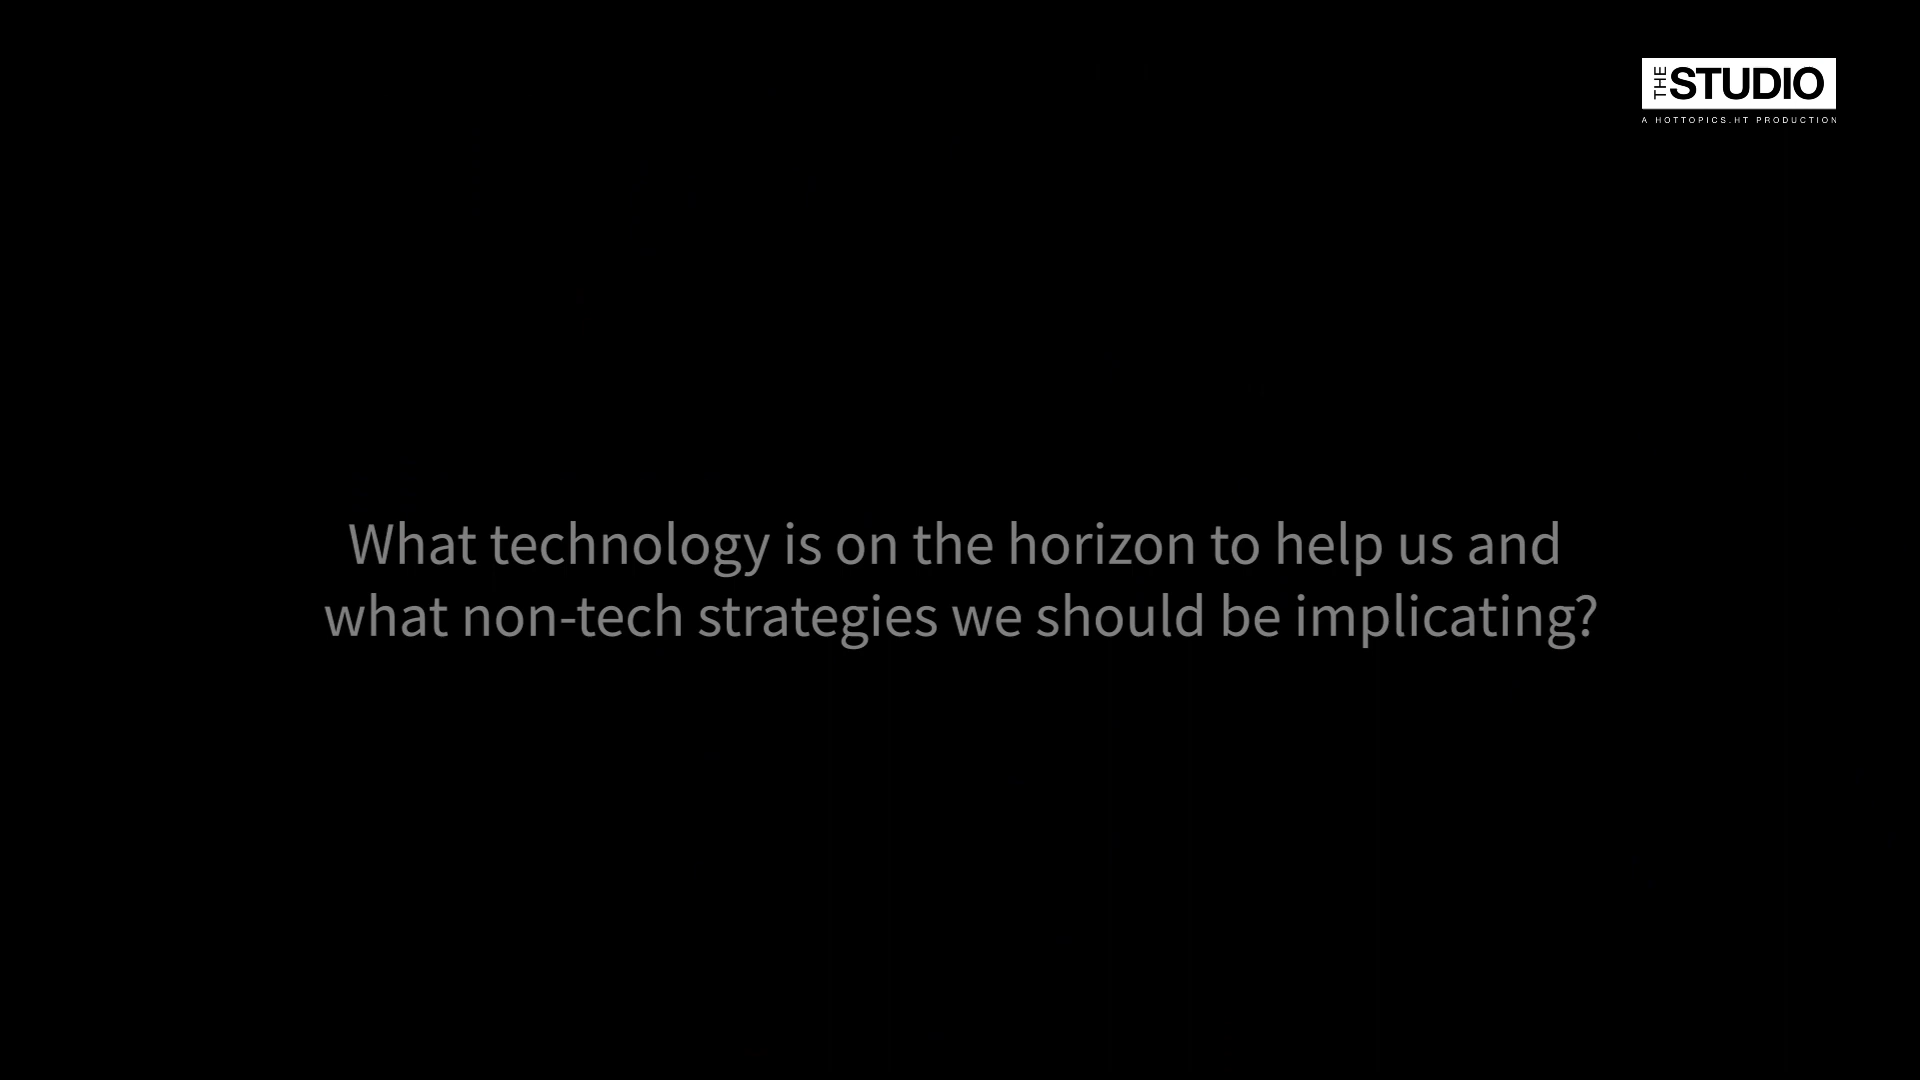 THE STUDIO
A HOTTOPICS.HT PRODUCTION
What technology is on the horizon to help us and
what non-tech strategies we should be implicating?